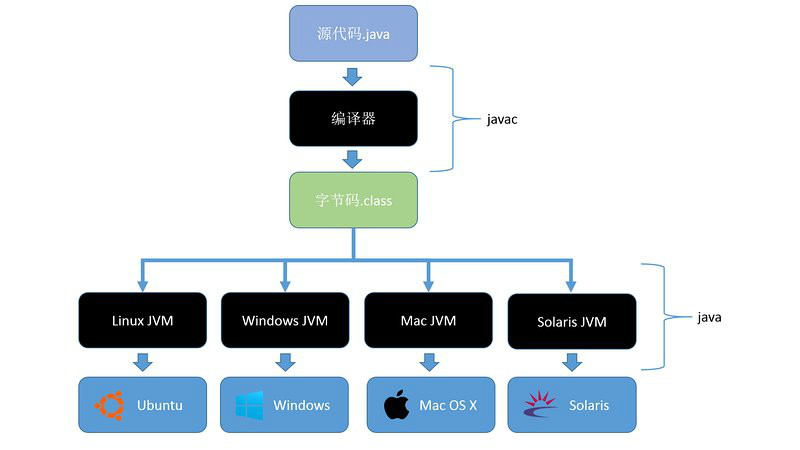 源代码.java
编译器
javac
字节码.class
Linux JVM
Windows JVM
Mac JVM
Solaris JVM
java
Ubuntu
Windows
Mac OS X
Solaris